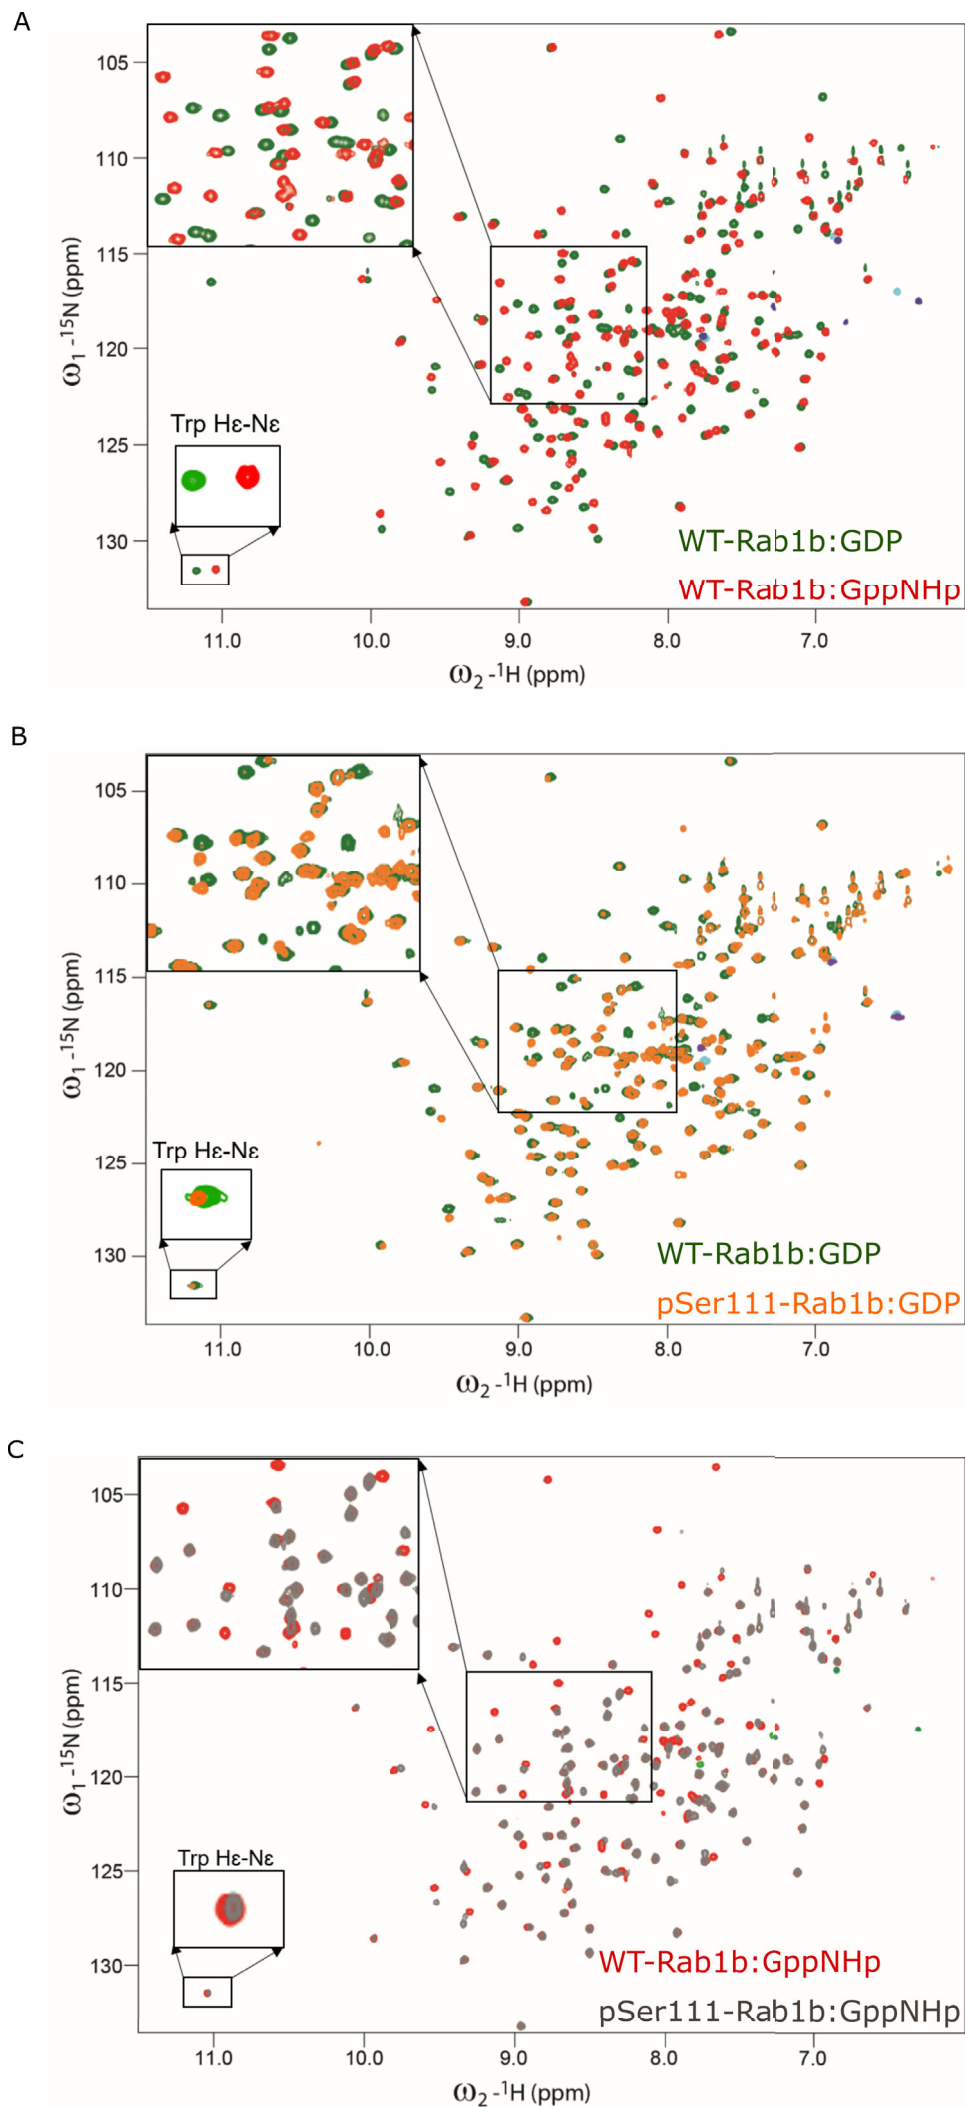 A
105
110
115
120
125
130
ω1 -15N (ppm)
Trp Hε-Nε
WT-Rab1b:GDP
WT-Rab1b:GppNHp
11.0 10.0 9.0 8.0 7.0
ω2 -1H (ppm)
B
105
110
115
120
125
130
ω1 -15N (ppm)
Trp Hε-Nε
WT-Rab1b:GDP
pSer111-Rab1b:GDP
11.0 10.0 9.0 8.0 7.0
ω2 -1H (ppm)
C
105
110
115
120
125
130
ω1 -15N (ppm)
Trp Hε-Nε
WT-Rab1b:GppNHp
pSer111-Rab1b:GppNHp
11.0 10.0 9.0 8.0 7.0
ω2 -1H (ppm)